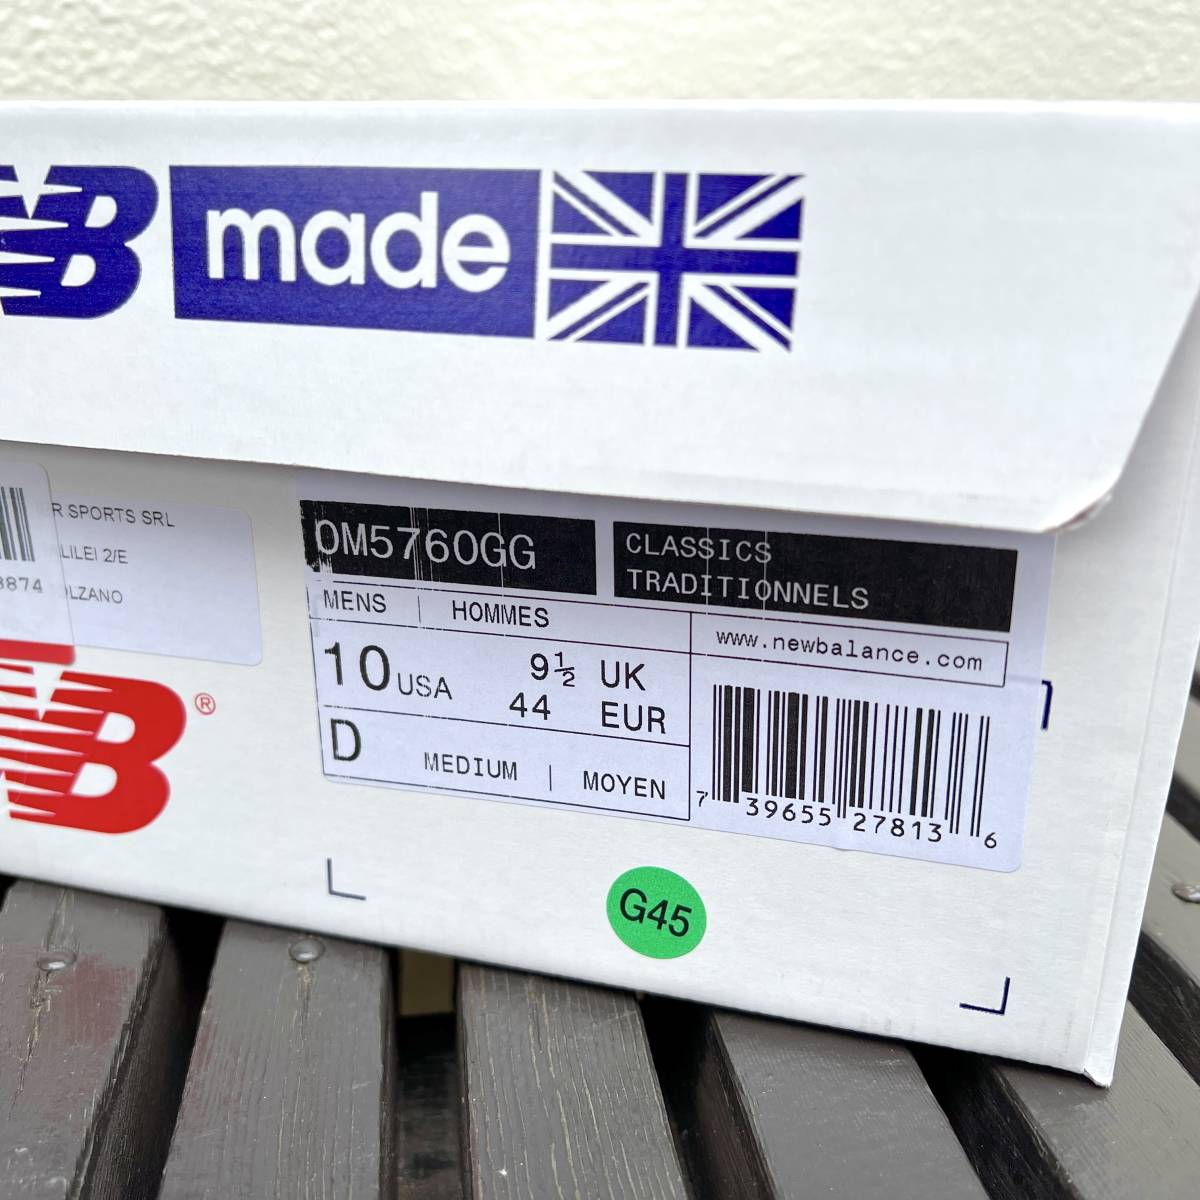 NB made
R SPORTS SRL
LILEI 2/E
8874 LZANO
OM576OGG
CLASSICS
TRADITIONNELS
MENS | HOMMES
www.newbalance.com
10 USA 9½ UK
44 EUR
D MEDIUM | MOYEN
7 39655 27813 6
NB ®
G45